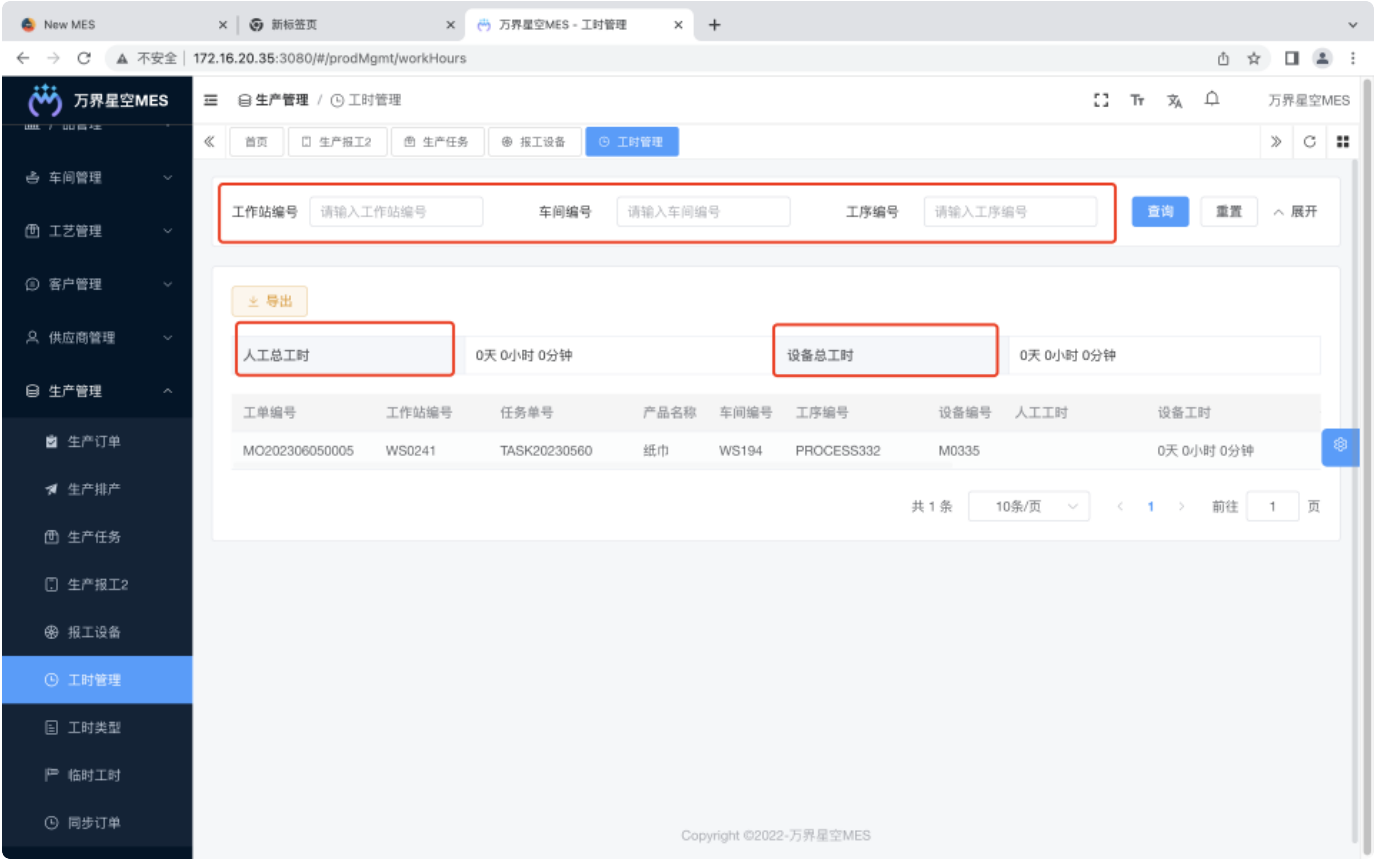 New MES
新标签页
万界星空MES - 工时管理
不安全 172.16.20.35:3080/#/prodMgmt/workHours
万界星空MES
生产管理 / 工时管理
万界星空MES
首页 生产报工2 生产任务 报工设备 工时管理
车间管理
工艺管理
客户管理
供应商管理
生产管理
生产订单
生产排产
生产任务
生产报工2
报工设备
工时管理
工时类型
临时工时
同步订单
工作站编号 请输入工作站编号 车间编号 请输入车间编号 工序编号 请输入工序编号 查询 重置 展开
导出
人工总工时 0天 0小时 0分钟 设备总工时 0天 0小时 0分钟
工单编号 工作站编号 任务单号 产品名称 车间编号 工序编号 设备编号 人工工时 设备工时
MO202306050005 WS0241 TASK20230560 纸巾 WS194 PROCESS332 M0335 0天 0小时 0分钟
共 1 条 10条/页 1 前往 1 页
Copyright ©2022-万界星空MES